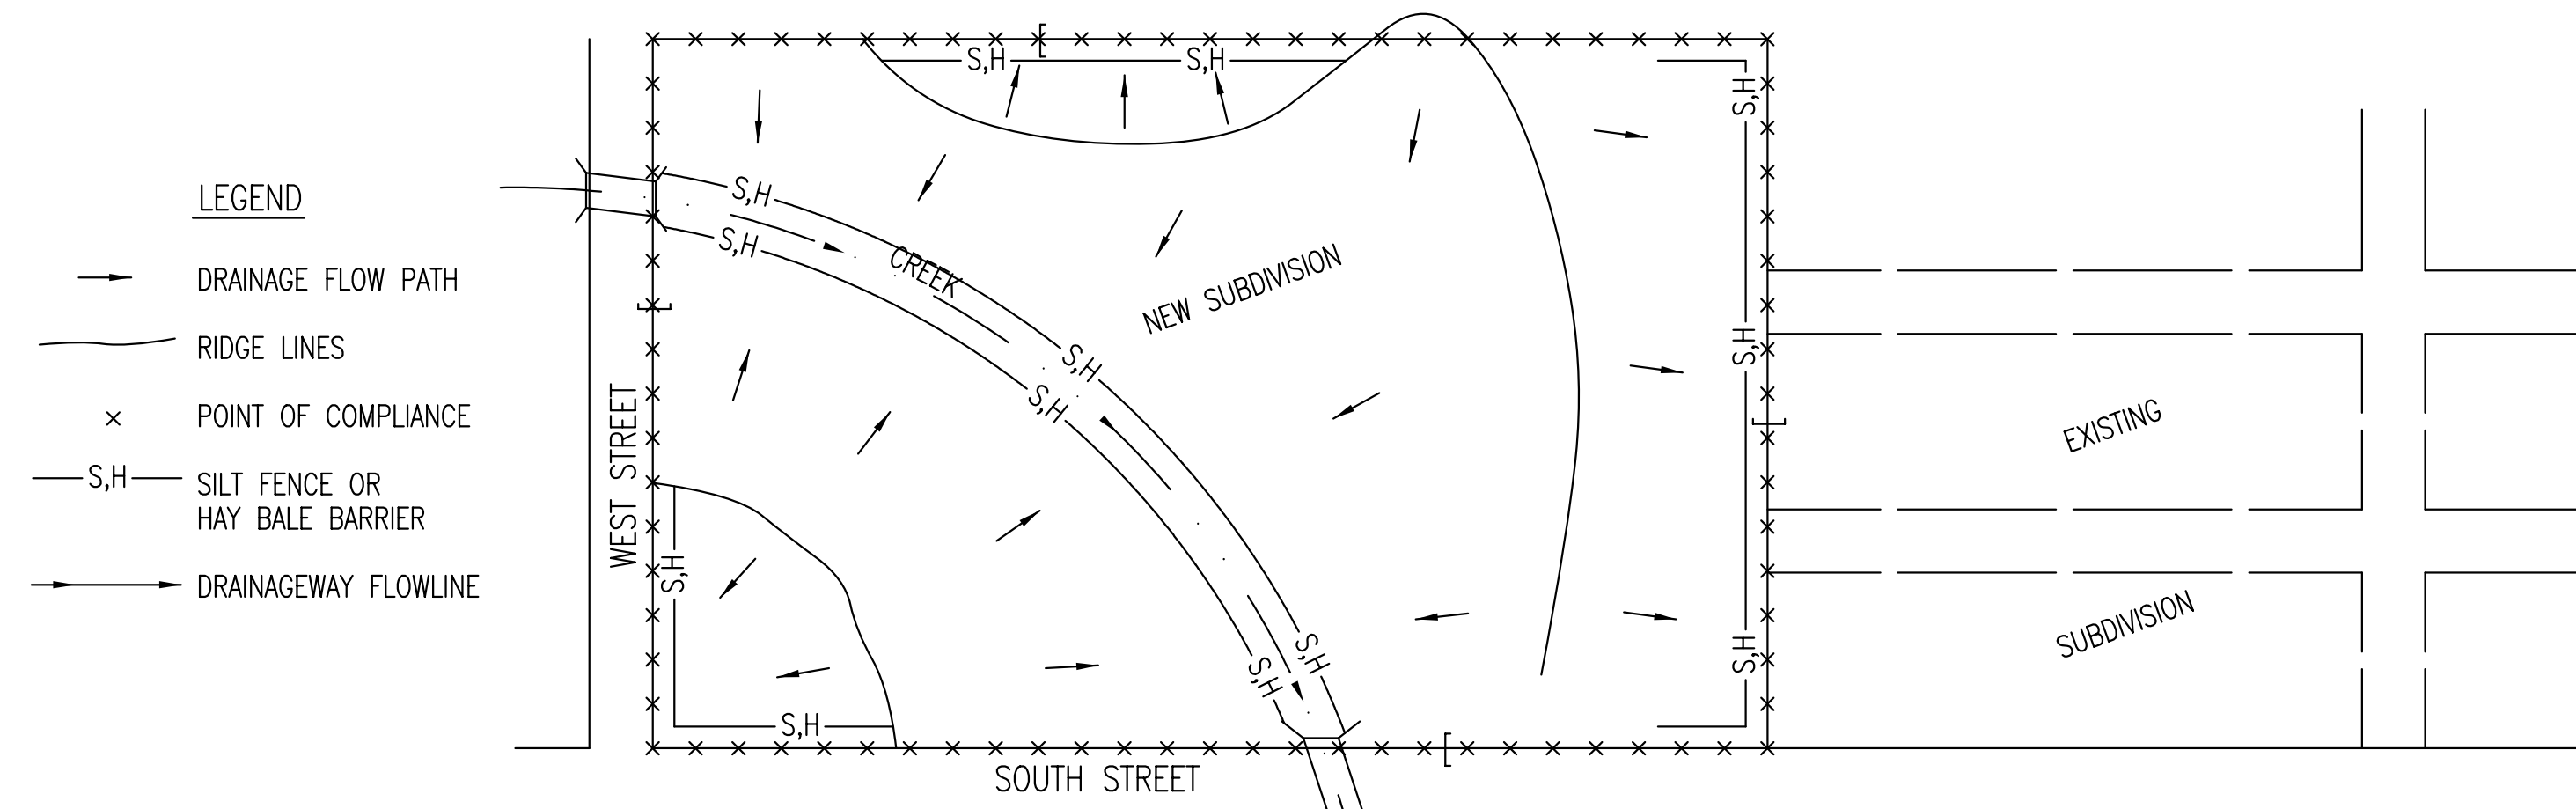 LEGEND
DRAINAGE FLOW PATH
RIDGE LINES
POINT OF COMPLIANCE
S,H
SILT FENCE OR
HAY BALE BARRIER
DRAINAGEWAY FLOWLINE
S,H
S,H
S,H
S,H
S,H
CREEK
NEW SUBDIVISION
S,H
S,H
S,H
WEST STREET
S,H
S,H
S,H
S,H
S,H
S,H
SOUTH STREET
EXISTING
SUBDIVISION